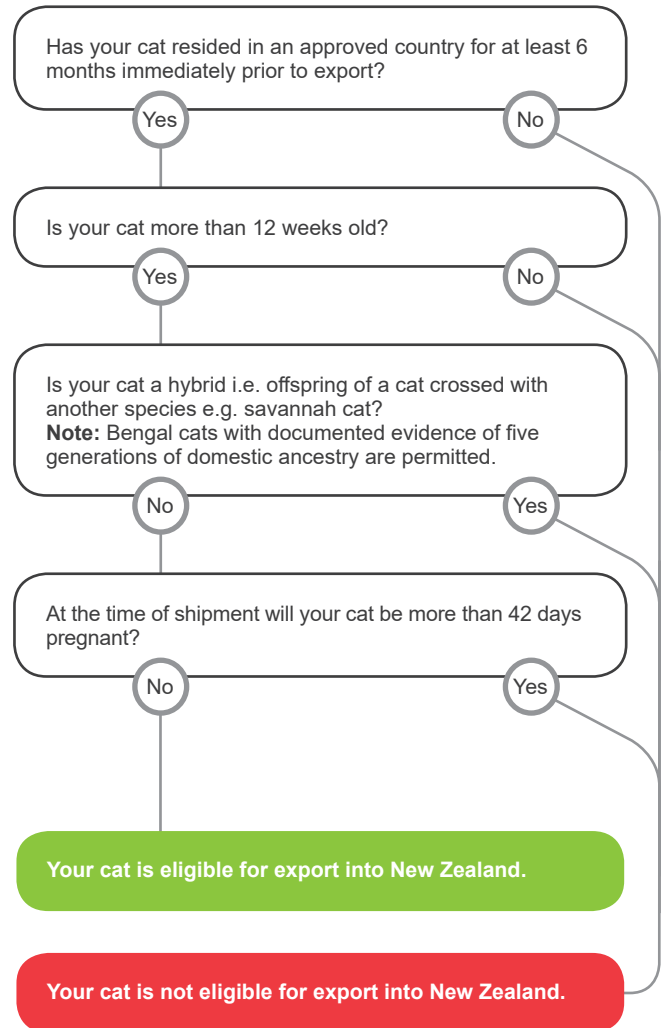 Has your cat resided in an approved country for at least 6
months immediately prior to export?
Yes
No
Is your cat more than 12 weeks old?
Yes
No
Is your cat a hybrid i.e. offspring of a cat crossed with
another species e.g. savannah cat?
Note: Bengal cats with documented evidence of five
generations of domestic ancestry are permitted.
No
Yes
At the time of shipment will your cat be more than 42 days
pregnant?
No
Yes
Your cat is eligible for export into New Zealand.
Your cat is not eligible for export into New Zealand.